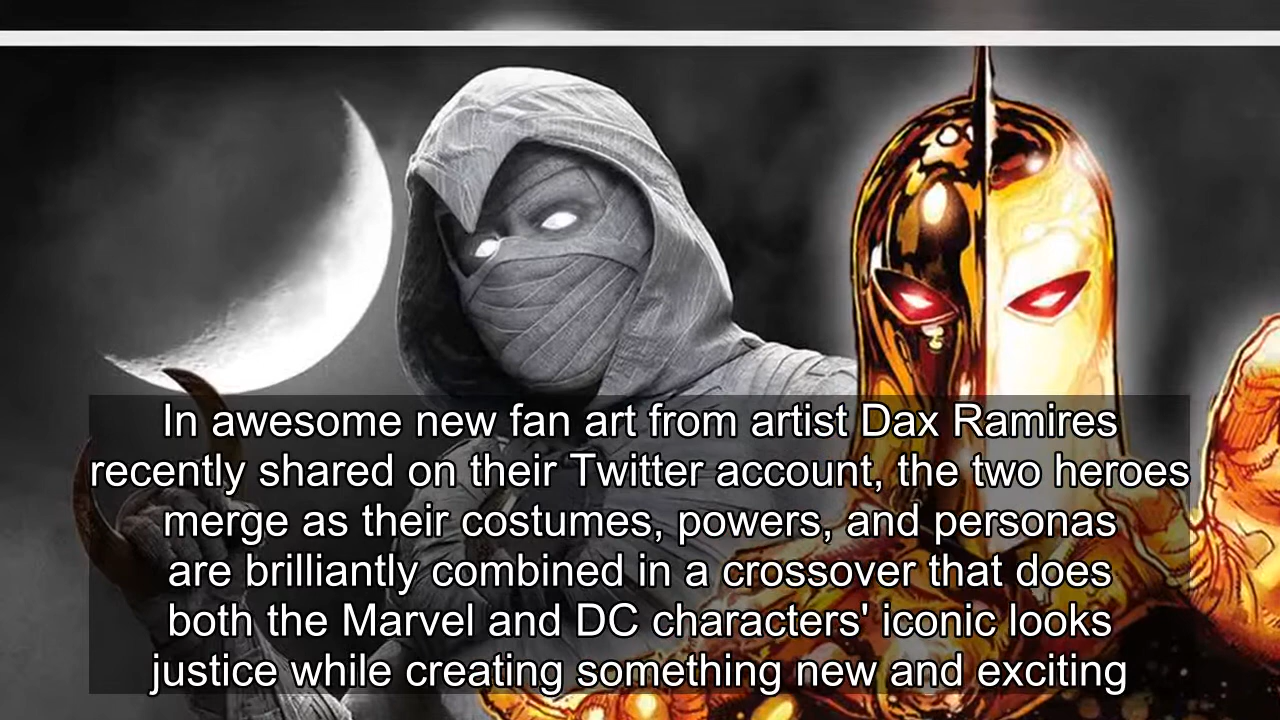 In awesome new fan art from artist Dax Ramires
recently shared on their Twitter account, the two heroes
merge as their costumes, powers, and personas
are brilliantly combined in a crossover that does
both the Marvel and DC characters' iconic looks
justice while creating something new and exciting